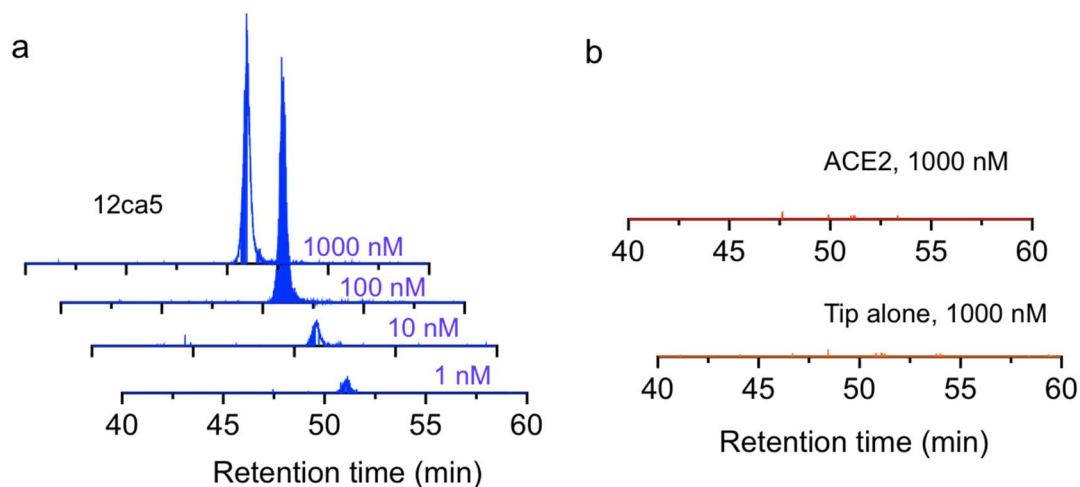 a
12ca5
1000 nM
100 nM
10 nM
1 nM
40 45 50 55 60
Retention time (min)
b
ACE2, 1000 nM
40 45 50 55 60
Tip alone, 1000 nM
40 45 50 55 60
Retention time (min)